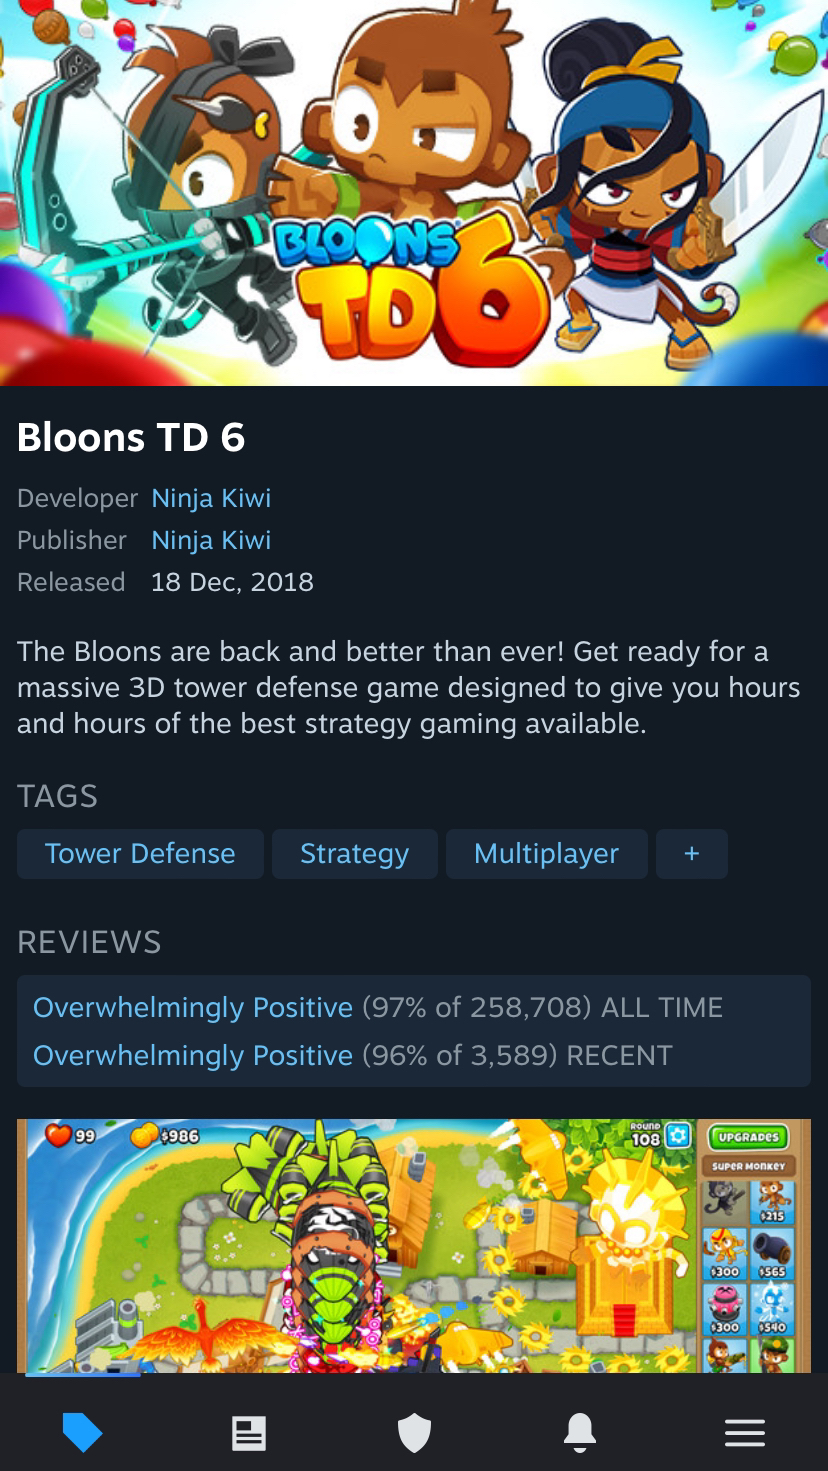 BLOONS
TD6
Bloons TD 6
Developer Ninja Kiwi
Publisher Ninja Kiwi
Released 18 Dec, 2018
The Bloons are back and better than ever! Get ready for a
massive 3D tower defense game designed to give you hours
and hours of the best strategy gaming available.
TAGS
Tower Defense Strategy Multiplayer +
REVIEWS
Overwhelmingly Positive (97% of 258,708) ALL TIME
Overwhelmingly Positive (96% of 3,589) RECENT
99 $986 ROUND UPGRADES
108
SUPER MONKEY
$215
$300 $565
$300 $540